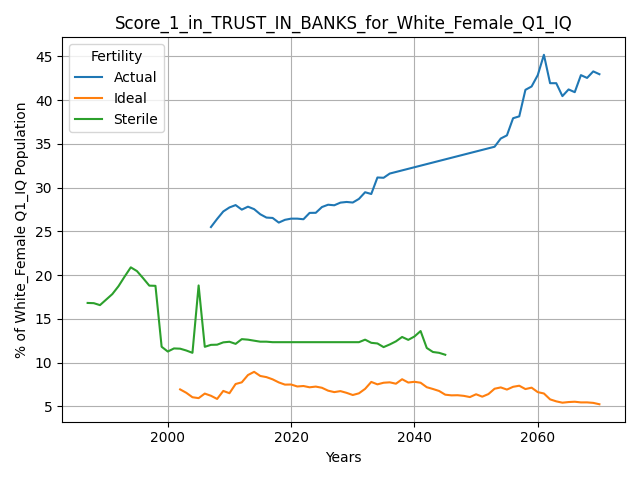 Score_1_in_TRUST_IN_BANKS_for_White_Female_Q1_IQ
Fertility
Actual
Ideal
Sterile
% of White_Female Q1_IQ Population
45
40
35
30
25
20
15
10
5
2000
2020
2040
2060
Years